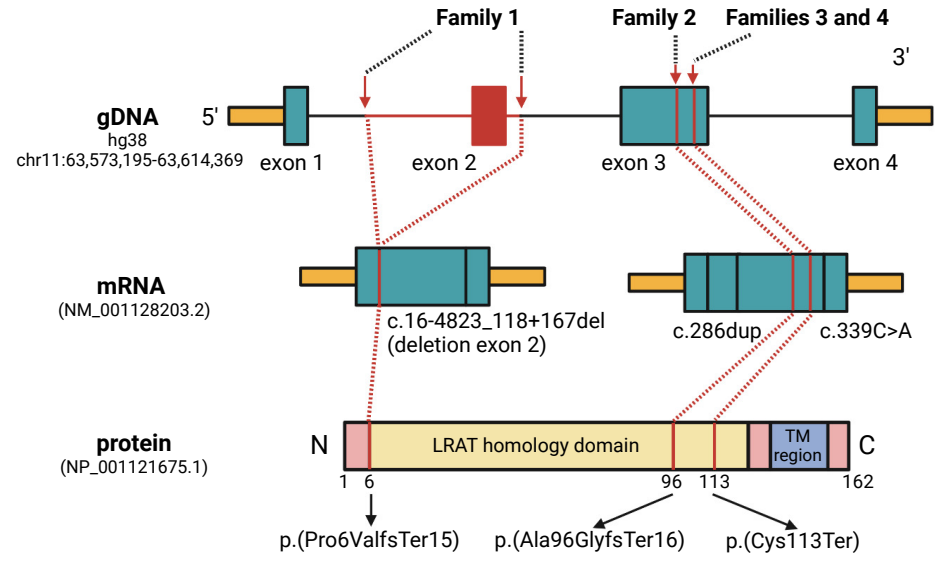 Family 1
Family 2
Families 3 and 4
3'
gDNA
5'
hg38
chr11:63,573,195-63,614,369
exon 1
exon 2
exon 3
exon 4
mRNA
(NM_001128203.2)
c.16-4823_118+167del
(deletion exon 2)
c.286dup
c.339C>A
protein
(NP_001121675.1)
N
LRAT homology domain
TM
region
C
1
6
96
113
162
p.(Pro6ValfsTer15)
p.(Ala96GlyfsTer16)
p.(Cys113Ter)